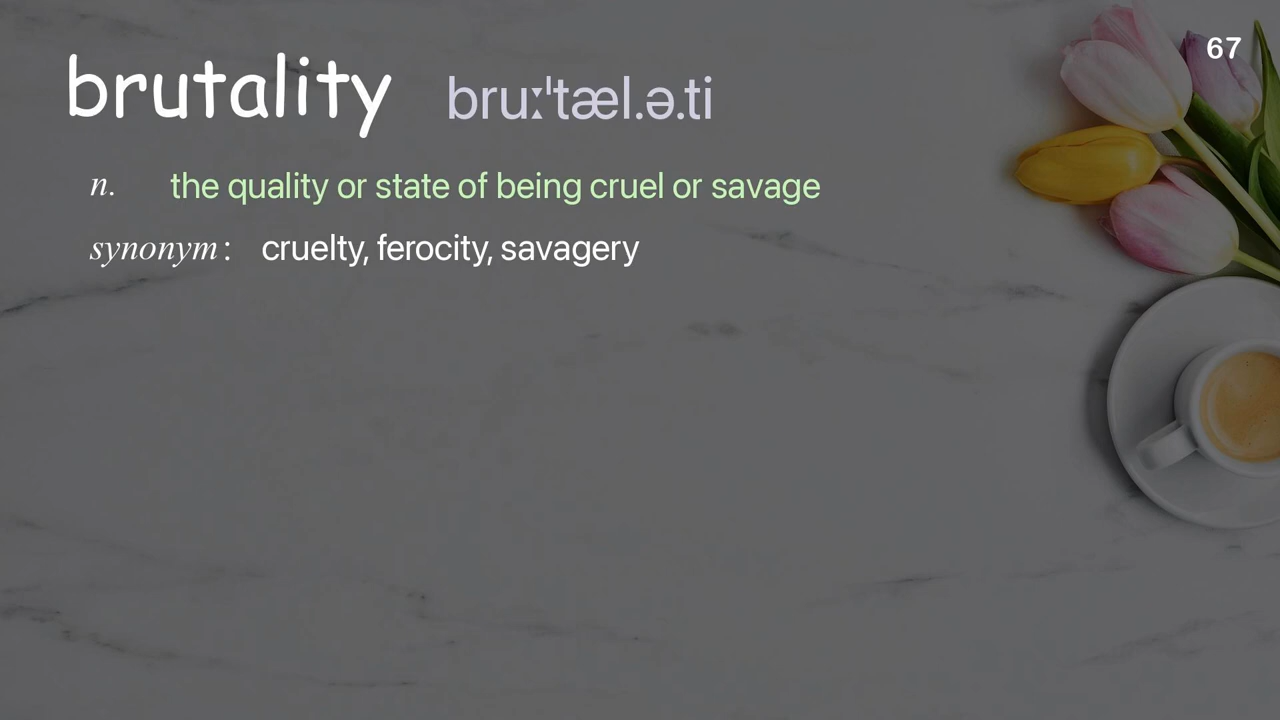 67
brutality bruːˈtæl.ə.ti
n. the quality or state of being cruel or savage
synonym: cruelty, ferocity, savagery